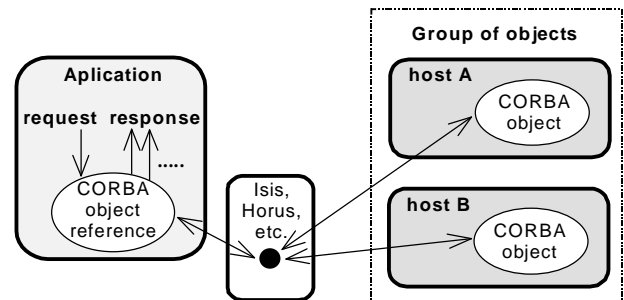 Group of objects
Aplication
request response
.....
CORBA
object
reference
Isis,
Horus,
etc.
host A
CORBA
object
host B
CORBA
object